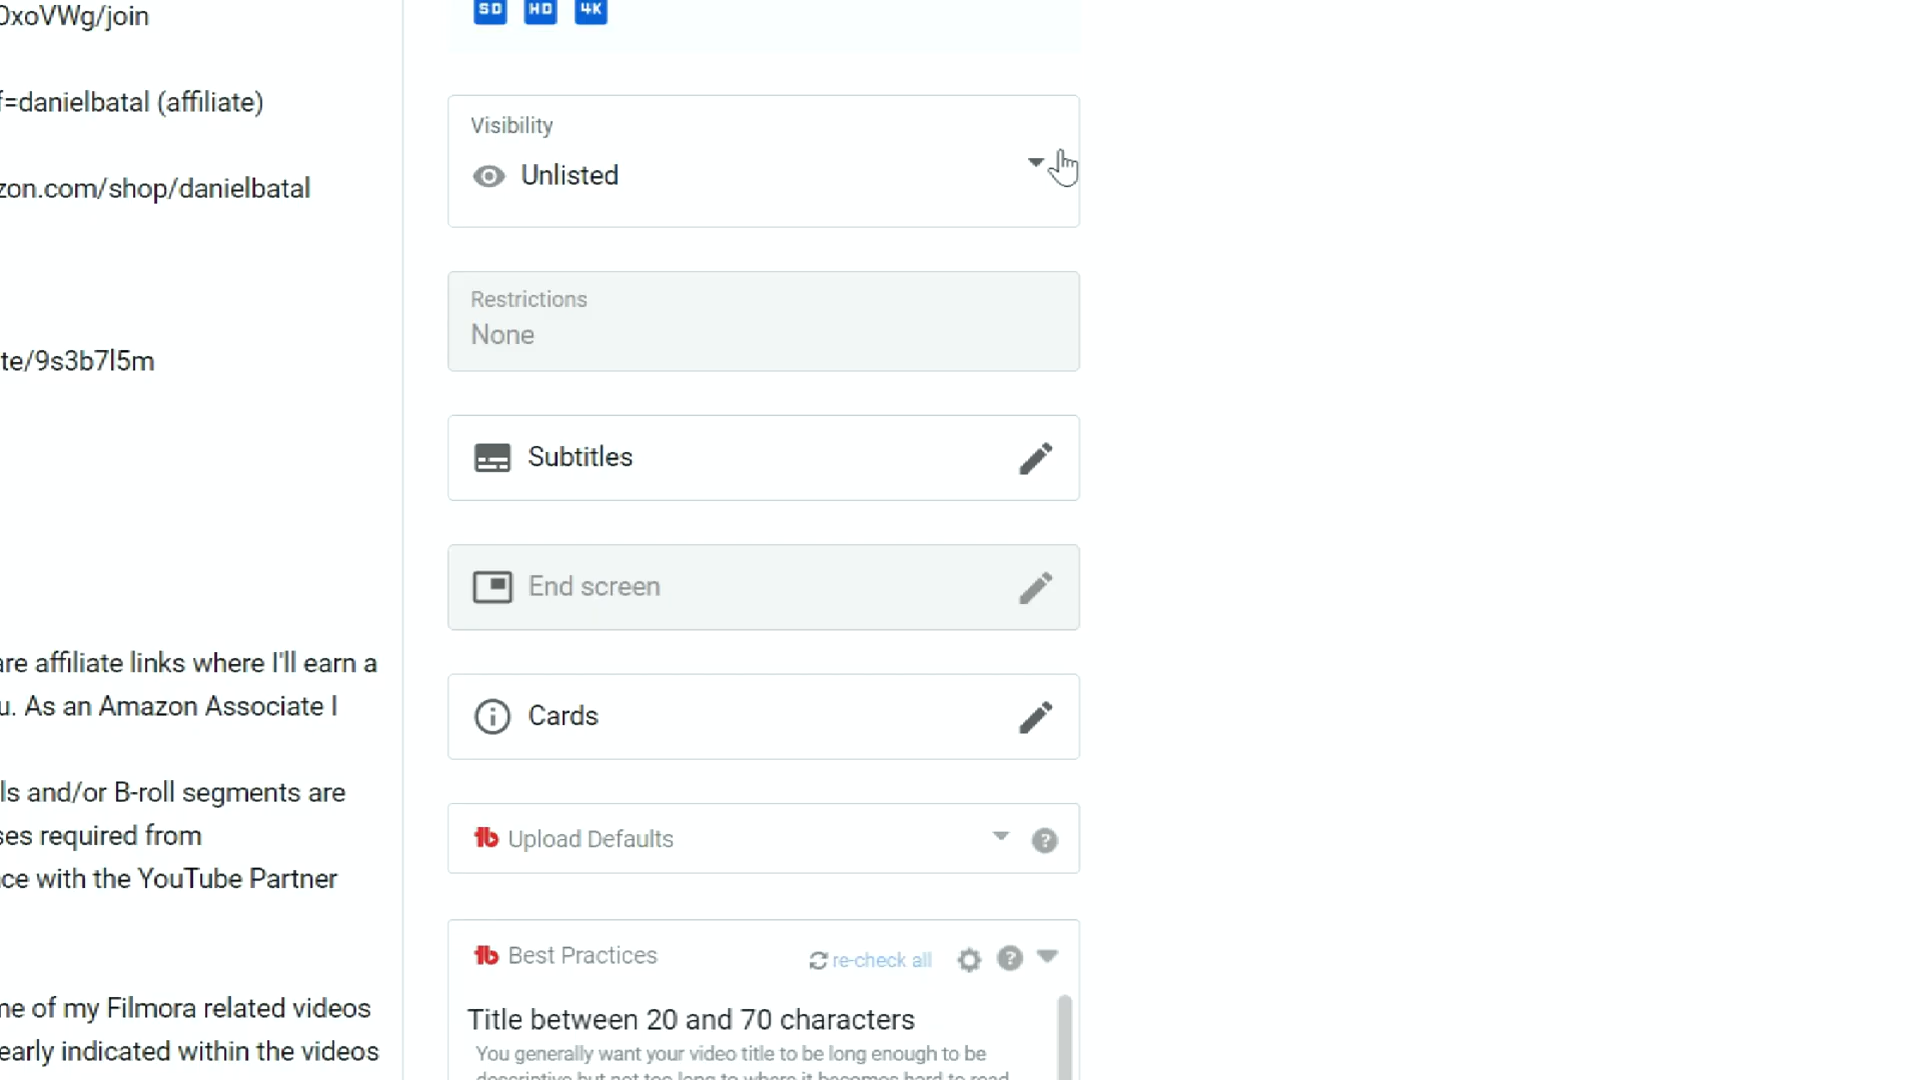 0xoVWg/join
f=danielbatal (affiliate)
zon.com/shop/danielbatal
te/9s3b7l5m
are affiliate links where I'll earn a
u. As an Amazon Associate I
ls and/or B-roll segments are
ses required from
ce with the YouTube Partner
ne of my Filmora related videos
early indicated within the videos
SD HD 4K
Visibility
Unlisted
Restrictions
None
Subtitles
End screen
Cards
Upload Defaults
Best Practices
re-check all
Title between 20 and 70 characters
You generally want your video title to be long enough to be
descriptive but not too long to where it becomes hard to read